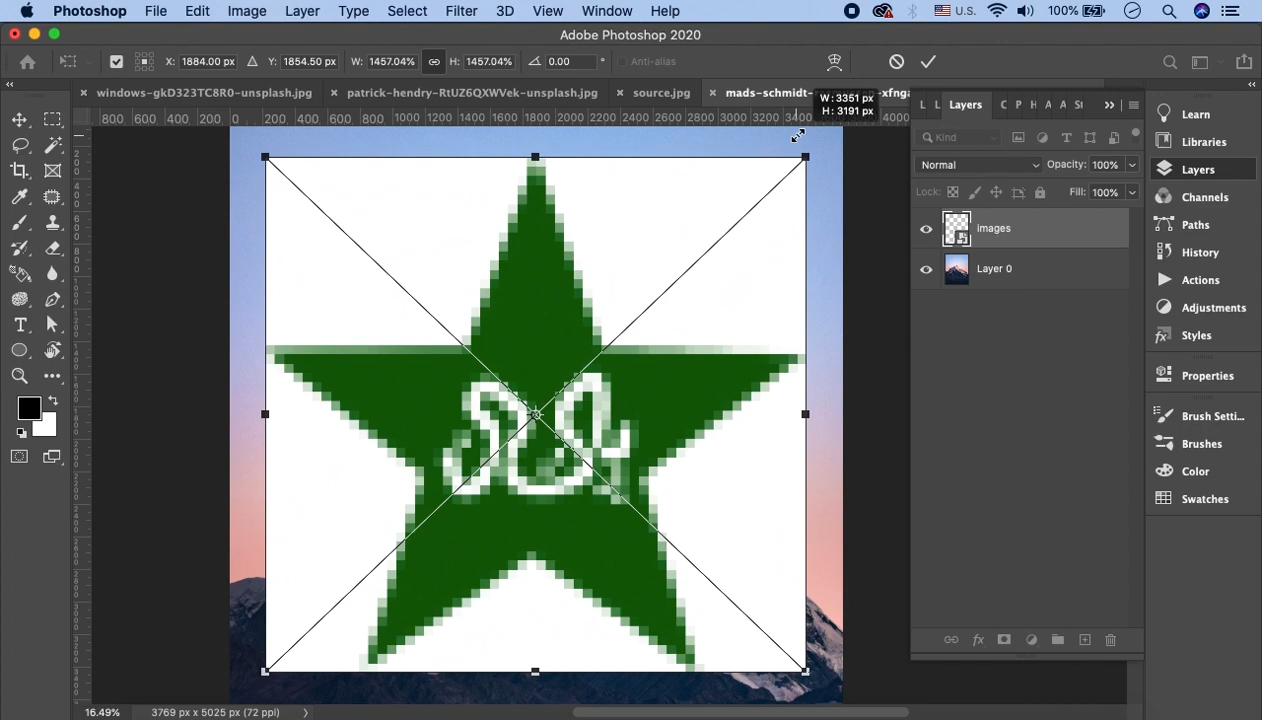 Photoshop File Edit Image Layer Type Select Filter 3D View Window Help U.S. 100%
Adobe Photoshop 2020
X: 1884.00 px Y: 1854.50 px W: 1457.04% H: 1457.04% 0.00 ° Anti-alias
windows-gkD323TC8R0-unsplash.jpg patrick-hendry-RtUZ6QXWVek-unsplash.jpg source.jpg mads-schmidt-
W: 3351 px
H: 3191 px
800 600 400 200 0 200 400 600 800 1000 1200 1400 1600 1800 2000 2200 2400 2600 2800 3000 3200 3400 4000
L L Layers C P H A A St
Kind
Normal Opacity: 100%
Lock: Fill: 100%
images
Layer 0
Learn
Libraries
Layers
Channels
Paths
History
Actions
Adjustments
Styles
Properties
Brush Setti...
Brushes
Color
Swatches
16.49% 3769 px x 5025 px (72 ppi)